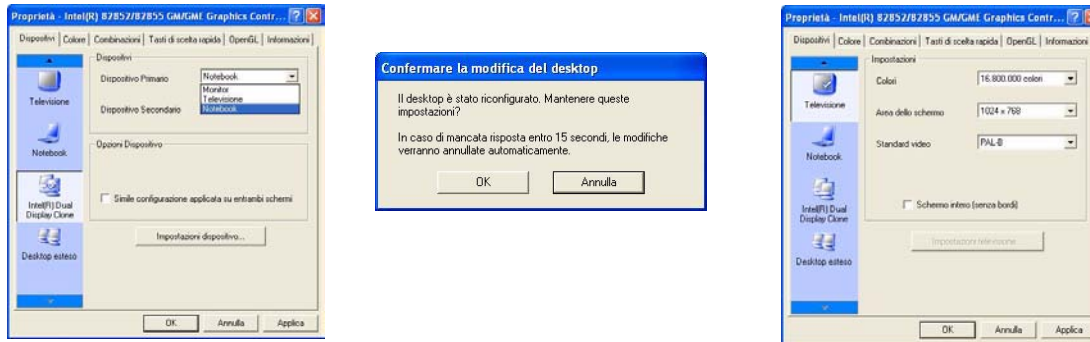 Proprietà - Intel(R) 82852/82855 GM/GME Graphics Contr...
Dispositivi Colore Combinazioni Tasti di scelta rapida OpenGL Informazioni
Televisione
Notebook
Intel(R) Dual
Display Clone
Desktop esteso
Dispositivi
Dispositivo Primario Notebook
Monitor
Televisione
Dispositivo Secondario Notebook
Opzioni Dispositivo
Simile configurazione applicata su entrambi schermi
Impostazioni dispositivo...
OK Annulla Applica
Confermare la modifica del desktop
Il desktop è stato riconfigurato. Mantenere queste
impostazioni?
In caso di mancata risposta entro 15 secondi, le modifiche
verranno annullate automaticamente.
OK Annulla
Proprietà - Intel(R) 82852/82855 GM/GME Graphics Contr...
Dispositivi Colore Combinazioni Tasti di scelta rapida OpenGL Informazioni
Televisione
Notebook
Intel(R) Dual
Display Clone
Desktop esteso
Impostazioni
Colori 16.800.000 colori
Area dello schermo 1024 x 768
Standard video PAL-B
Schermo intero (senza bordi)
Impostazioni televisione...
OK Annulla Applica